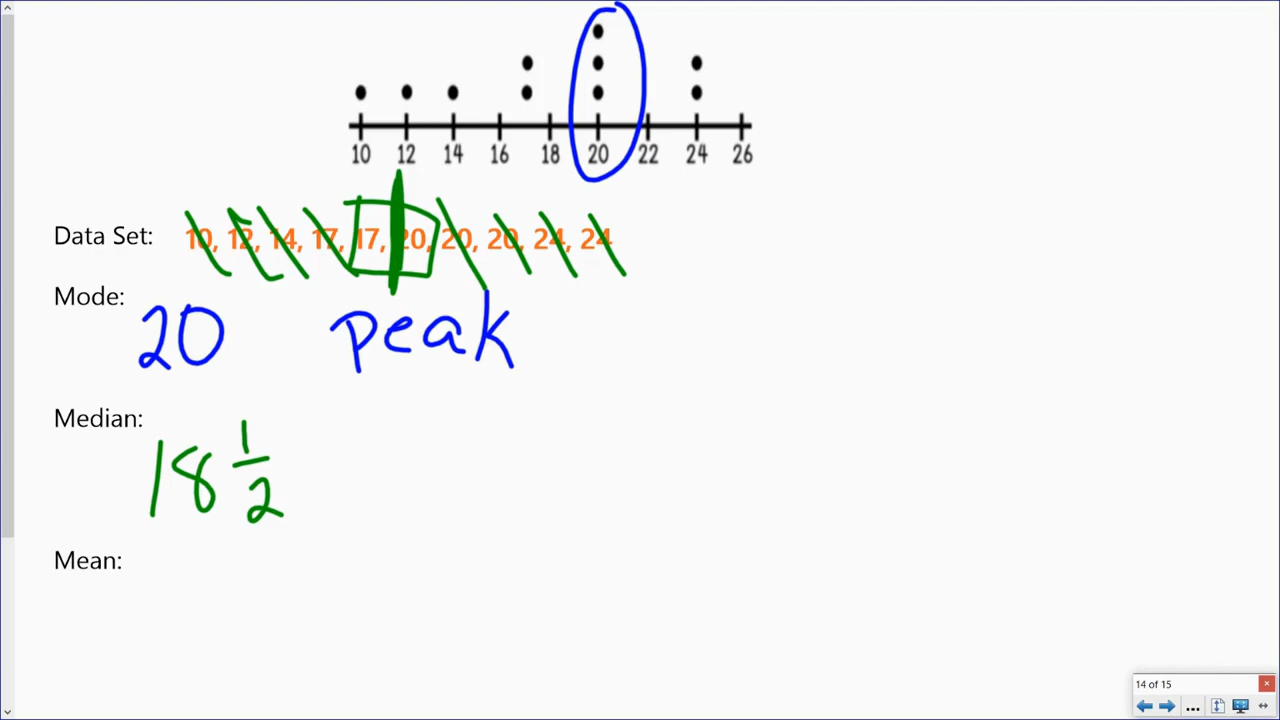 10 12 14 16 18 20 22 24 26
Data Set: 10, 12, 14, 17, 17, 20, 20, 20, 24, 24
Mode:
20 peak
Median:
18 1/2
Mean:
14 of 15
...